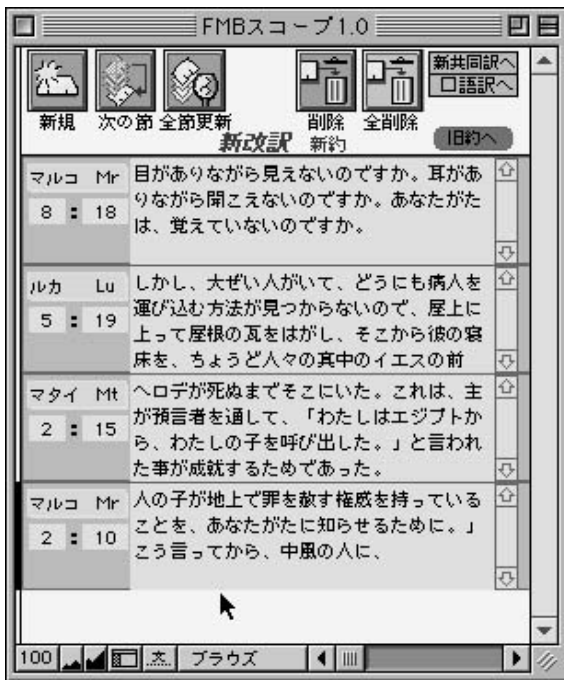 FMBスコープ1.0
新共同訳へ
口語訳へ
新規 次の節 全節更新 削除 全削除
新改訳 新約 旧約へ
マルコ Mr
8 : 18
目がありながら見えないのですか。耳があ
りながら聞こえないのですか。あなたがた
は、覚えていないのですか。
ルカ Lu
5 : 19
しかし、大ぜい人がいて、どうにも病人を
運び込む方法が見つからないので、屋上に
上って屋根の瓦をはがし、そこから彼の寝
床を、ちょうど人々の真中のイエスの前
マタイ Mt
2 : 15
ヘロデが死ぬまでそこにいた。これは、主
が預言者を通して、「わたしはエジプトか
ら、わたしの子を呼び出した。」と言われ
た事が成就するためであった。
マルコ Mr
2 : 10
人の子が地上で罪を赦す権威を持っている
ことを、あなたがたに知らせるために。」
こう言ってから、中風の人に、
100 ブラウズ